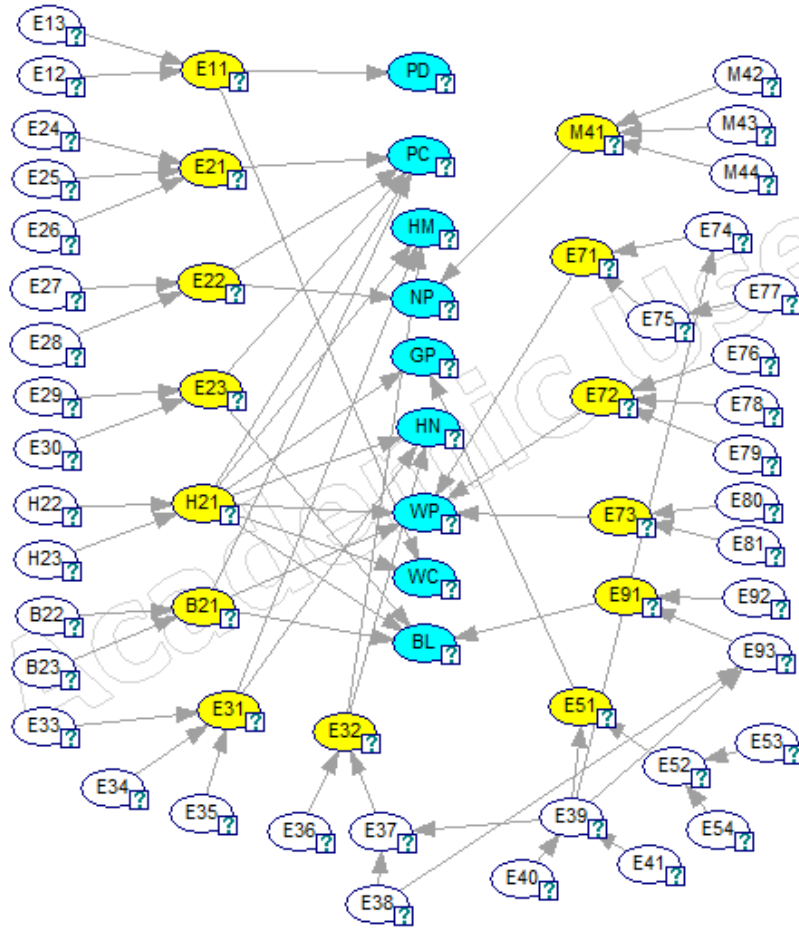 E13 ?
E12 ?
E11 ?
PD ?
M42 ?
M43 ?
M44 ?
M41 ?
E24 ?
E25 ?
E26 ?
E21 ?
PC ?
HM ?
E27 ?
E28 ?
E22 ?
NP ?
E71 ?
E74 ?
E75 ?
E77 ?
GP ?
E29 ?
E30 ?
E23 ?
HN ?
E72 ?
E76 ?
E78 ?
E79 ?
H22 ?
H23 ?
H21 ?
WP ?
E73 ?
E80 ?
E81 ?
WC ?
B22 ?
B23 ?
B21 ?
BL ?
E91 ?
E92 ?
E93 ?
E33 ?
E34 ?
E35 ?
E31 ?
E32 ?
E36 ?
E37 ?
E38 ?
E51 ?
E52 ?
E53 ?
E54 ?
E39 ?
E40 ?
E41 ?
Academic Use